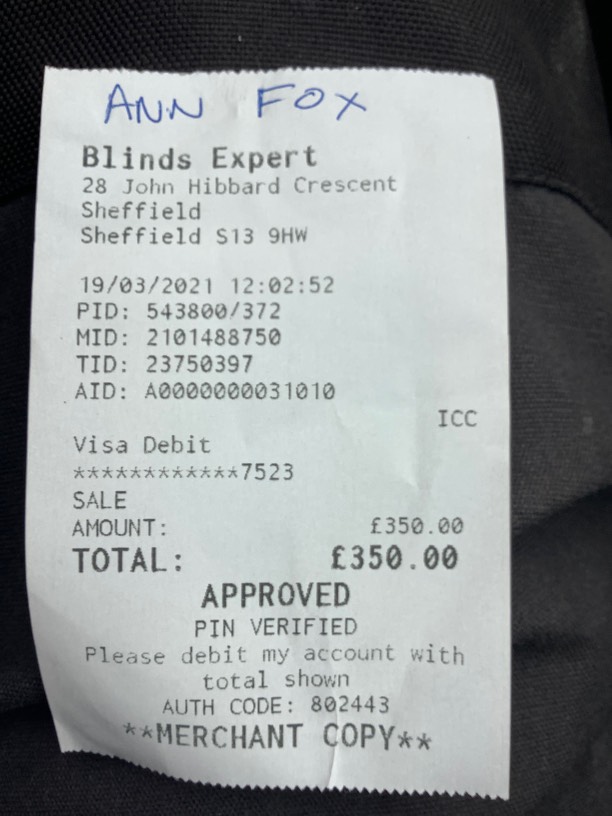 ANN FOX
Blinds Expert
28 John Hibbard Crescent
Sheffield
Sheffield S13 9HW
19/03/2021 12:02:52
PID: 543800/372
MID: 2101488750
TID: 23750397
AID: A0000000031010
ICC
Visa Debit
************7523
SALE
AMOUNT: £350.00
TOTAL: £350.00
APPROVED
PIN VERIFIED
Please debit my account with
total shown
AUTH CODE: 802443
**MERCHANT COPY**